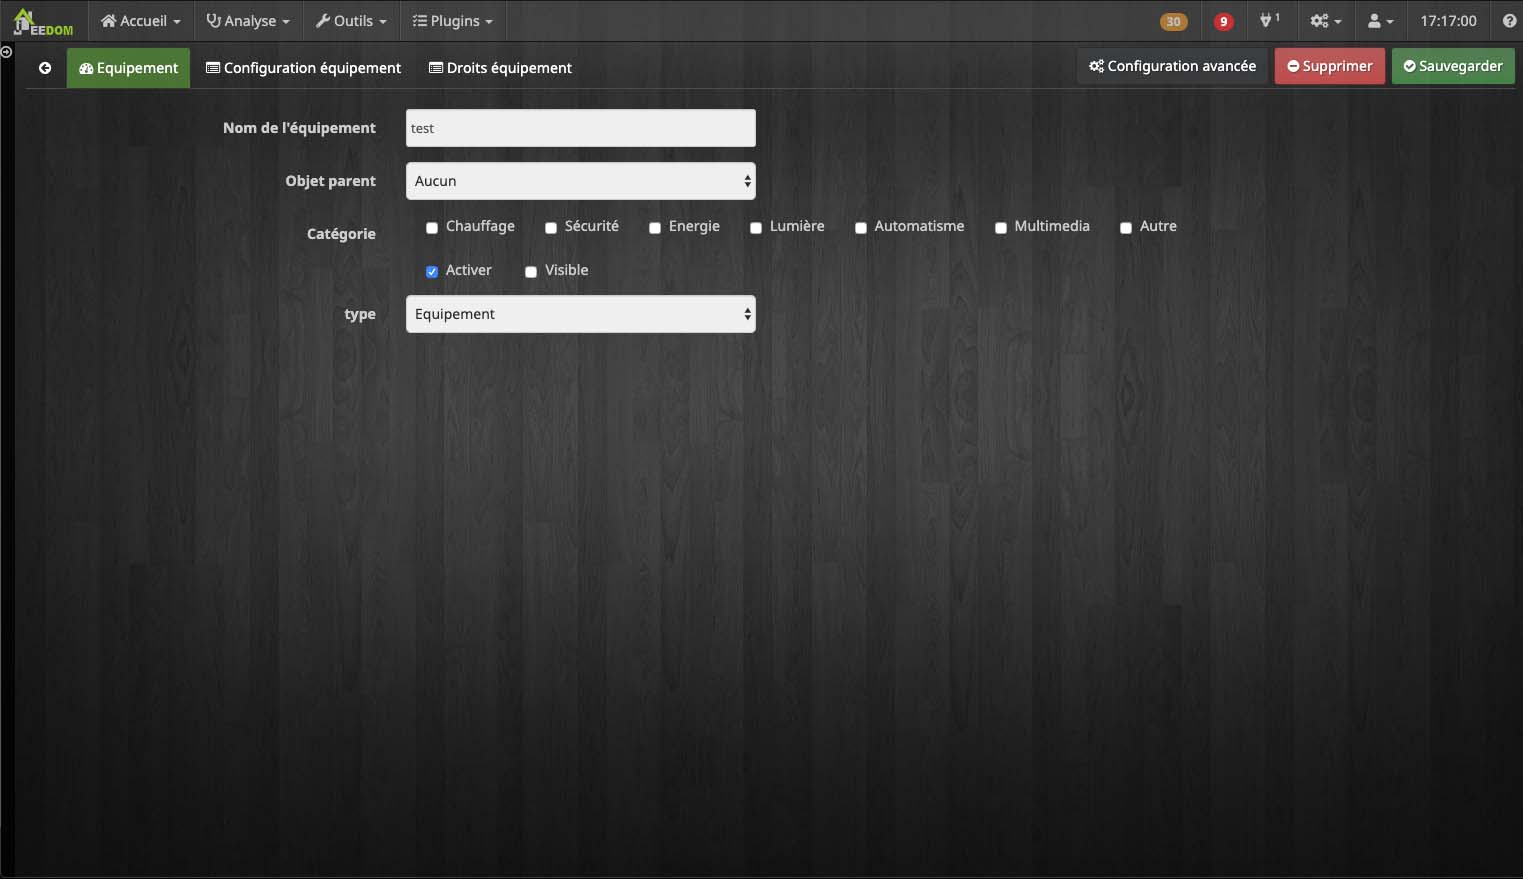 JEEDOM Accueil Analyse Outils Plugins 30 9 1 17:17:00
Equipement Configuration équipement Droits équipement Configuration avancée Supprimer Sauvegarder
Nom de l'équipement test
Objet parent Aucun
Catégorie Chauffage Sécurité Energie Lumière Automatisme Multimedia Autre
Activer Visible
type Equipement